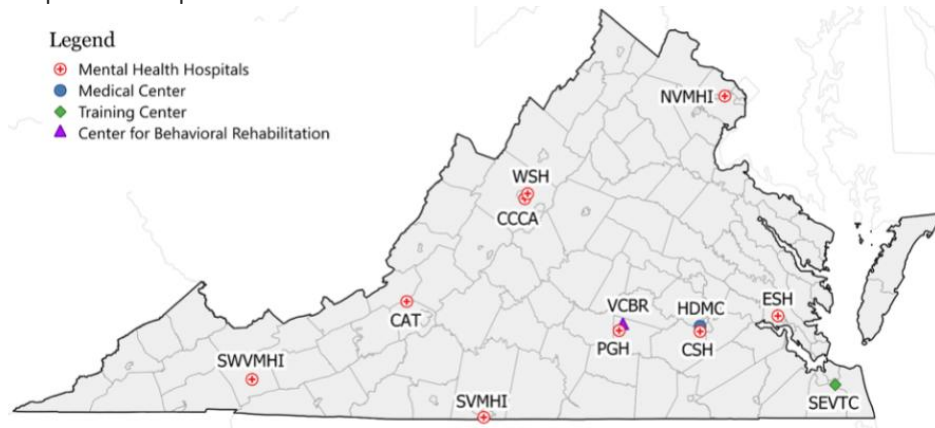 Legend
Mental Health Hospitals
Medical Center
Training Center
Center for Behavioral Rehabilitation
NVMHI
WSH
CCCA
CAT
VCBR
HDMC
ESH
PGH
CSH
SWVMHI
SVMHI
SEVTC